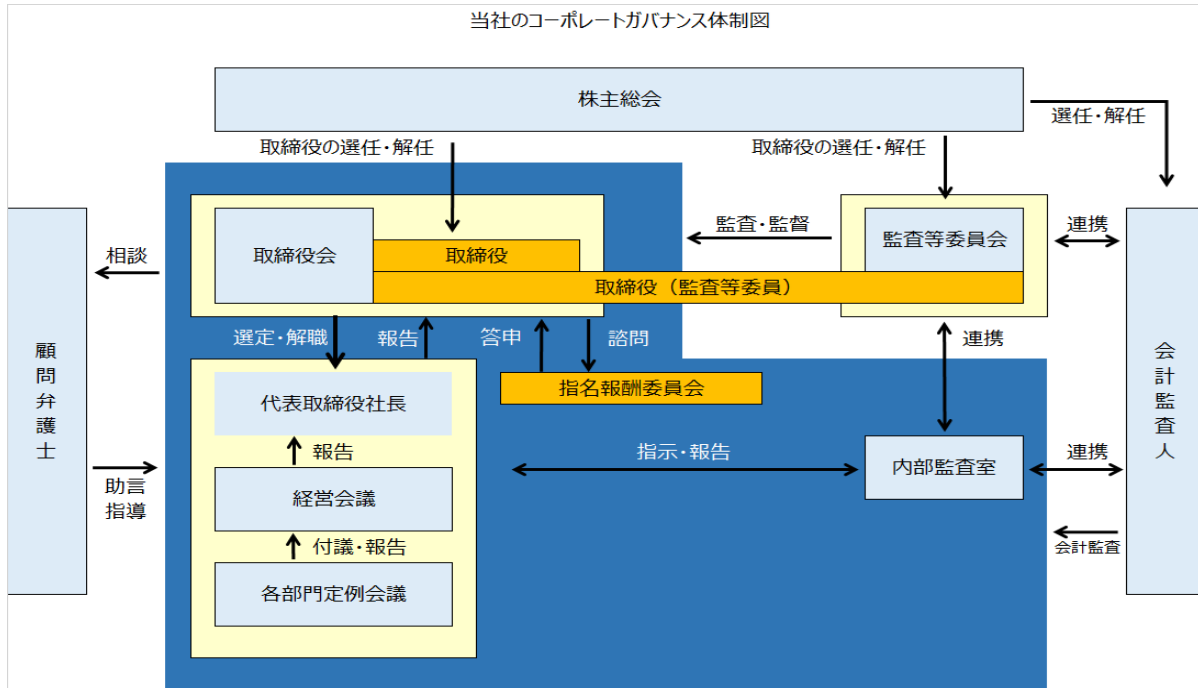 当社のコーポレートガバナンス体制図
株主総会
選任・解任
取締役の選任・解任
取締役の選任・解任
取締役会
取締役
監査・監督
監査等委員会
連携
相談
取締役（監査等委員）
選定・解職
報告
答申
諮問
連携
顧問弁護士
会計監査人
代表取締役社長
指名報酬委員会
報告
指示・報告
経営会議
内部監査室
連携
助言
指導
付議・報告
会計監査
各部門定例会議